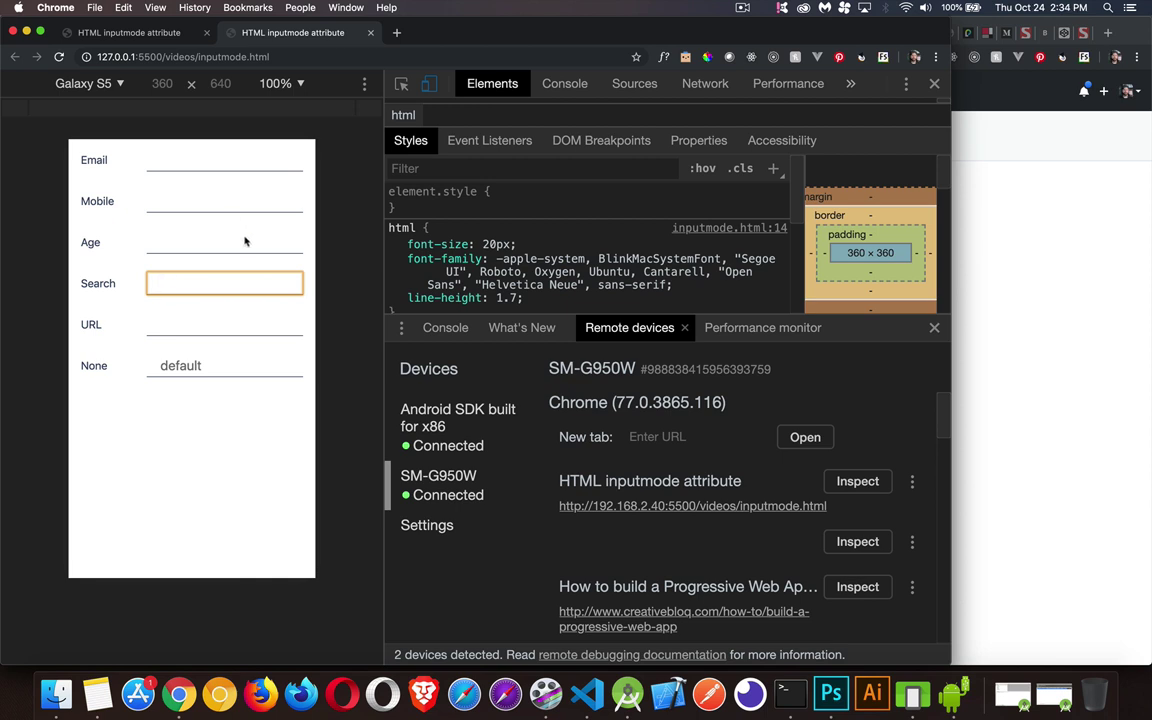 Chrome File Edit View History Bookmarks People Window Help 100% Thu Oct 24 2:34 PM
HTML inputmode attribute HTML inputmode attribute
127.0.0.1:5500/videos/inputmode.html
Galaxy S5 360 640 100% Elements Console Sources Network Performance
html
Styles Event Listeners DOM Breakpoints Properties Accessibility
Filter :hov .cls
element.style {
}
html { inputmode.html:14
font-size: 20px;
font-family: -apple-system, BlinkMacSystemFont, "Segoe
UI", Roboto, Oxygen, Ubuntu, Cantarell, "Open
Sans", "Helvetica Neue", sans-serif;
line-height: 1.7;
}
margin -
border -
padding -
- - - 360 × 360 - - -
-
-
-
Email
Mobile
Age
Search
URL
None default
Console What's New Remote devices Performance monitor
Devices
Android SDK built
for x86
Connected
SM-G950W
Connected
Settings
SM-G950W #988838415956393759
Chrome (77.0.3865.116)
New tab: Enter URL Open
HTML inputmode attribute Inspect
http://192.168.2.40:5500/videos/inputmode.html
Inspect
How to build a Progressive Web Ap... Inspect
http://www.creativebloq.com/how-to/build-a-
progressive-web-app
2 devices detected. Read remote debugging documentation for more information.
1
Ps Ai